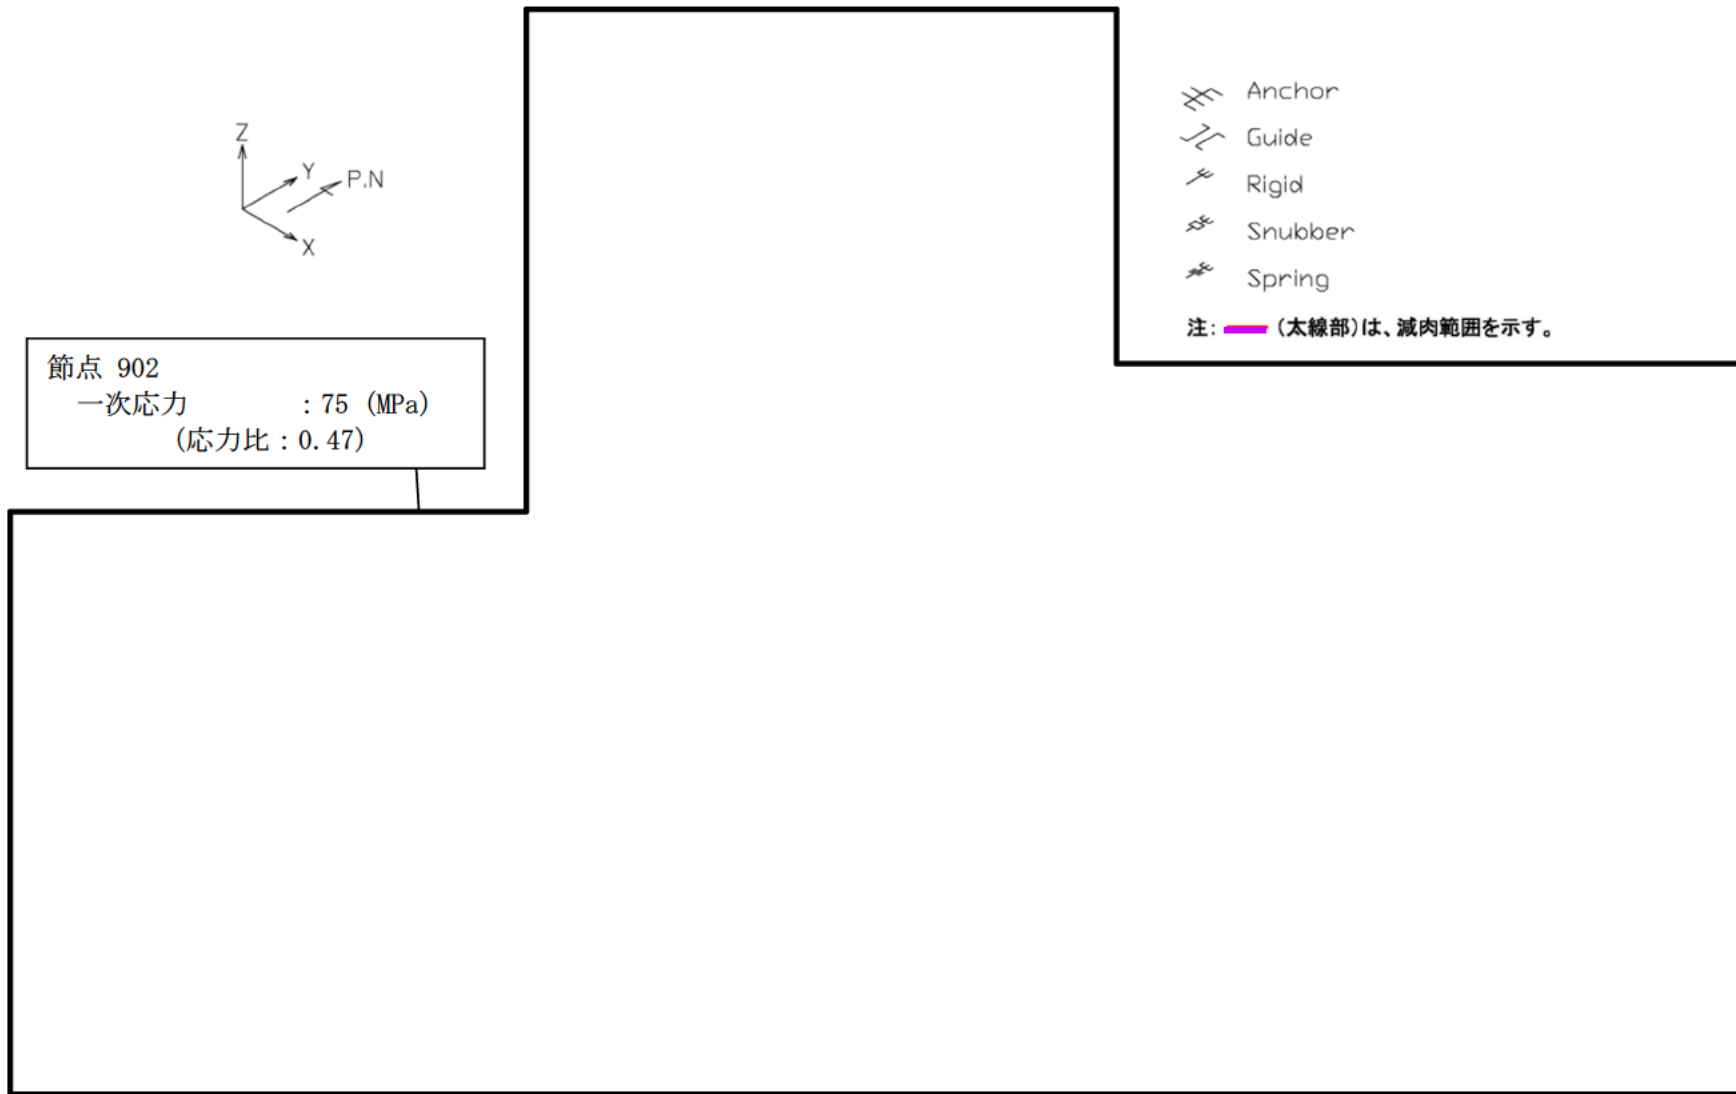 Z
Y
P.N
X
Anchor
Guide
Rigid
Snubber
Spring
注: (太線部)は、減肉範囲を示す。
節点 902
一次応力 : 75 (MPa)
(応力比 : 0.47)